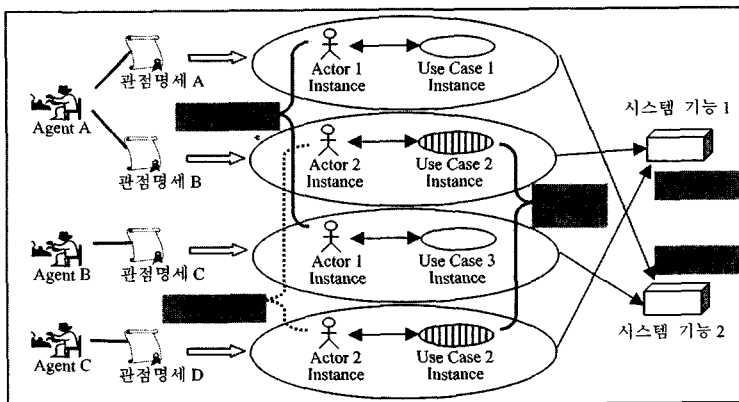 Agent A
관점명세 A
Actor 1
Instance
Use Case 1
Instance
시스템 기능 1
관점명세 B
Actor 2
Instance
Use Case 2
Instance
Agent B
관점명세 C
Actor 1
Instance
Use Case 3
Instance
시스템 기능 2
Agent C
관점명세 D
Actor 2
Instance
Use Case 2
Instance